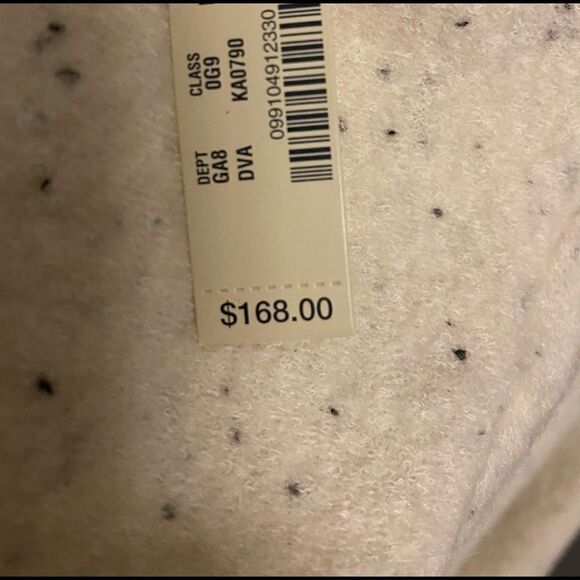 CLASS
0G9
KA0790
DEPT
GA8
DVA
099104912330
$168.00